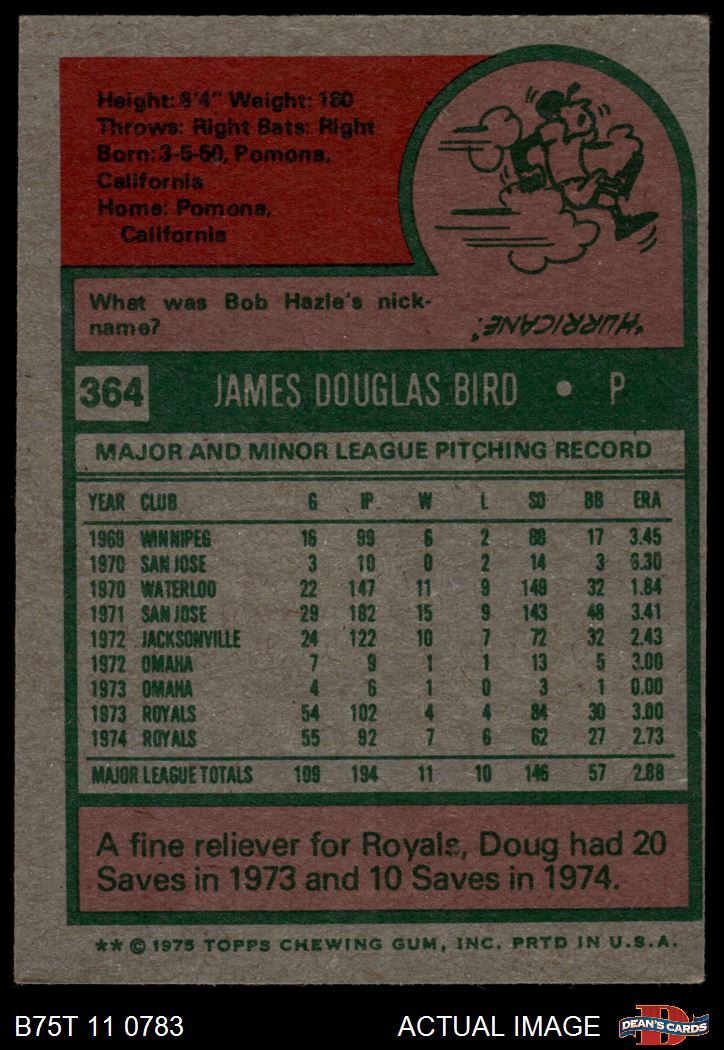 Height: 6'4" Weight: 180
Throws: Right Bats: Right
Born: 3-5-50, Pomona,
California
Home: Pomona,
California
What was Bob Hazle's nick-
name?
"HURRICANE."
364 JAMES DOUGLAS BIRD • P
MAJOR AND MINOR LEAGUE PITCHING RECORD
YEAR CLUB G IP W L SO BB ERA
1969 WINNIPEG 16 99 6 2 88 17 3.45
1970 SAN JOSE 3 10 0 2 14 3 6.30
1970 WATERLOO 22 147 11 9 149 32 1.84
1971 SAN JOSE 29 182 15 9 143 48 3.41
1972 JACKSONVILLE 24 122 10 7 72 32 2.43
1972 OMAHA 7 9 1 1 13 5 3.00
1973 OMAHA 4 6 1 0 3 1 0.00
1973 ROYALS 54 102 4 4 84 30 3.00
1974 ROYALS 55 92 7 6 62 27 2.73
MAJOR LEAGUE TOTALS 109 194 11 10 146 57 2.88
A fine reliever for Royals, Doug had 20
Saves in 1973 and 10 Saves in 1974.
** © 1975 TOPPS CHEWING GUM, INC. PRTD IN U.S.A.
B75T 11 0783 ACTUAL IMAGE D DEAN'S CARDS